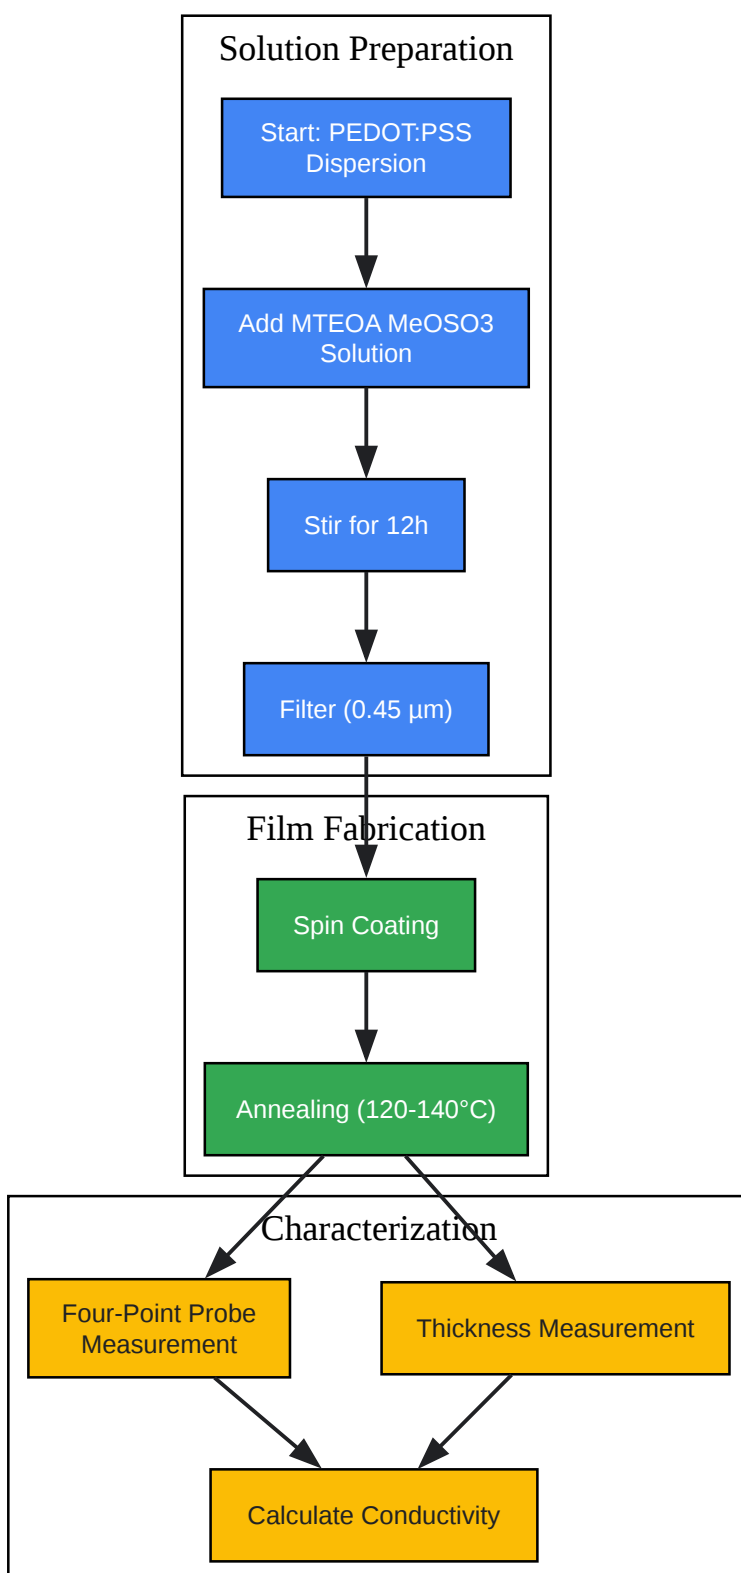 Solution Preparation
Start: PEDOT:PSS
Dispersion
Add MTEOA MeOSO3
Solution
Stir for 12h
Filter (0.45 µm)
Film Fabrication
Spin Coating
Annealing (120-140°C)
Characterization
Four-Point Probe
Measurement
Thickness Measurement
Calculate Conductivity